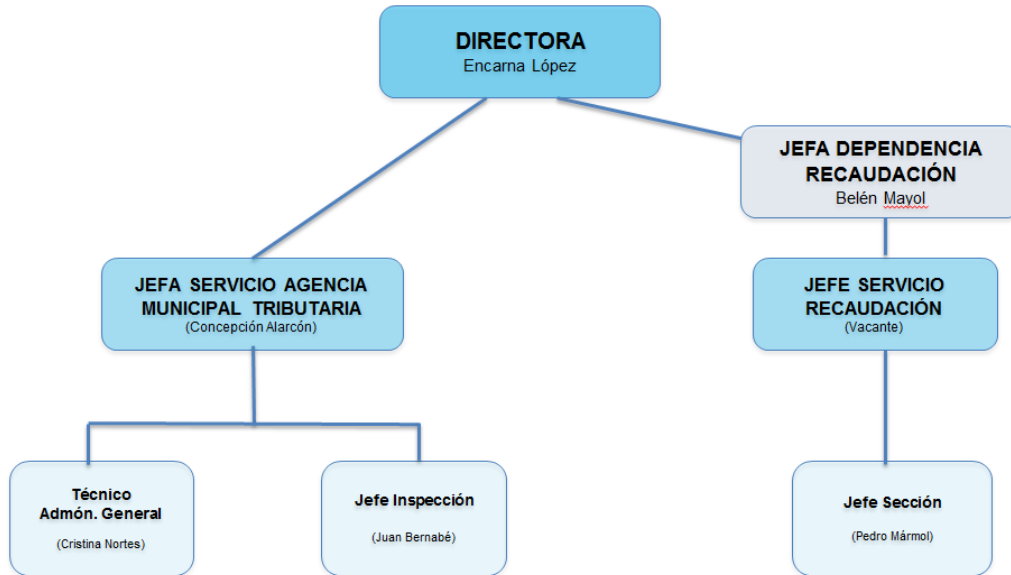 DIRECTORA
Encarna López
JEFA DEPENDENCIA
RECAUDACIÓN
Belén Mayol
JEFA SERVICIO AGENCIA
MUNICIPAL TRIBUTARIA
(Concepción Alarcón)
JEFE SERVICIO
RECAUDACIÓN
(Vacante)
Técnico
Admón. General
(Cristina Nortes)
Jefe Inspección
(Juan Bernabé)
Jefe Sección
(Pedro Mármol)